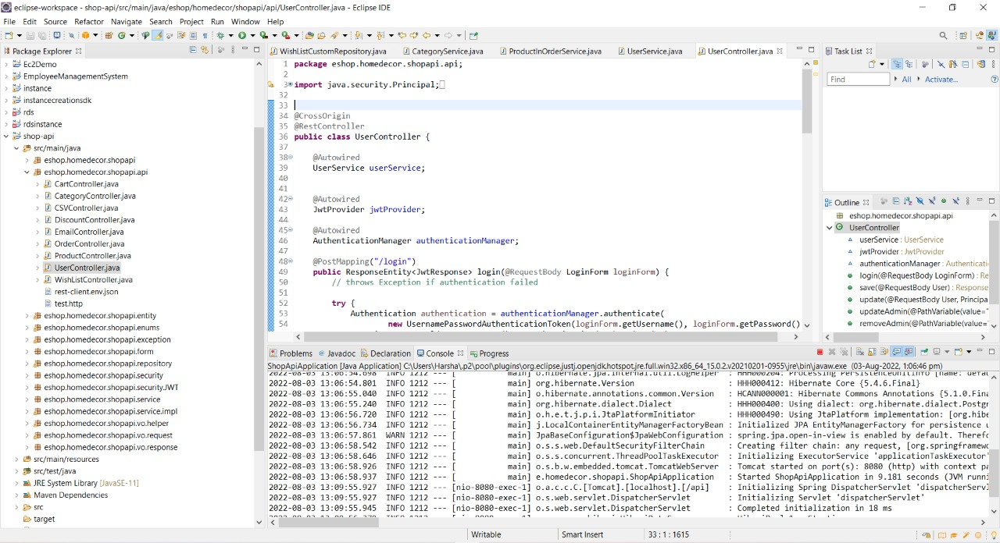 eclipse-workspace - shop-api/src/main/java/eshop/homedecor/shopapi/api/UserController.java - Eclipse IDE
File Edit Source Refactor Navigate Search Project Run Window Help
Package Explorer
Ec2Demo
EmployeeManagementSystem
instance
instancecreationsdk
rds
rdsinstance
shop-api
src/main/java
eshop.homedecor.shopapi
eshop.homedecor.shopapi.api
CartController.java
CategoryController.java
CSVController.java
DiscountController.java
EmailController.java
OrderController.java
ProductController.java
UserController.java
WishListController.java
rest-client.env.json
test.http
eshop.homedecor.shopapi.entity
eshop.homedecor.shopapi.enums
eshop.homedecor.shopapi.exception
eshop.homedecor.shopapi.form
eshop.homedecor.shopapi.repository
eshop.homedecor.shopapi.security
eshop.homedecor.shopapi.security.JWT
eshop.homedecor.shopapi.service
eshop.homedecor.shopapi.service.impl
eshop.homedecor.shopapi.vo.helper
eshop.homedecor.shopapi.vo.request
eshop.homedecor.shopapi.vo.response
src/main/resources
src/test/java
JRE System Library [JavaSE-11]
Maven Dependencies
src
target
WishListCustomRepository.java CategoryService.java ProductInOrderService.java UserService.java UserController.java
1 package eshop.homedecor.shopapi.api;
2
3 import java.security.Principal;
32
33
34 @CrossOrigin
35 @RestController
36 public class UserController {
37
38 @Autowired
39 UserService userService;
40
41
42 @Autowired
43 JwtProvider jwtProvider;
44
45 @Autowired
46 AuthenticationManager authenticationManager;
47
48 @PostMapping("/login")
49 public ResponseEntity<JwtResponse> login(@RequestBody LoginForm loginForm) {
50 // throws Exception if authentication failed
51
52 try {
53 Authentication authentication = authenticationManager.authenticate(
54 new UsernamePasswordAuthenticationToken(loginForm.getUsername(), loginForm.getPassword()
Task List
Find All Activate...
Outline
eshop.homedecor.shopapi.api
UserController
userService : UserService
jwtProvider : JwtProvider
authenticationManager : Authenticati
login(@RequestBody LoginForm) : Re
save(@RequestBody User) : Response
update(@RequestBody User, Principa
updateAdmin(@PathVariable(value="
removeAdmin(@PathVariable(value="
Problems Javadoc Declaration Console Progress
ShopApiApplication [Java Application] C:\Users\Harsha\.p2\pool\plugins\org.eclipse.justj.openjdk.hotspot.jre.full.win32.x86_64_15.0.2.v20210201-0955\jre\bin\javaw.exe (03-Aug-2022, 1:06:46 pm)
2022-08-03 13:06:54.698 INFO 1212 --- [ main] o.hibernate.jpa.internal.util.LogHelper : HHH000204: Processing PersistenceUnitInfo [name: defau
2022-08-03 13:06:54.801 INFO 1212 --- [ main] org.hibernate.Version : HHH000412: Hibernate Core {5.4.6.Final}
2022-08-03 13:06:55.040 INFO 1212 --- [ main] o.hibernate.annotations.common.Version : HCANN000001: Hibernate Commons Annotations {5.1.0.Fina
2022-08-03 13:06:55.240 INFO 1212 --- [ main] org.hibernate.dialect.Dialect : HHH000400: Using dialect: org.hibernate.dialect.Postgr
2022-08-03 13:06:56.720 INFO 1212 --- [ main] o.h.e.t.j.p.i.JtaPlatformInitiator : HHH000490: Using JtaPlatform implementation: [org.hibe
2022-08-03 13:06:56.734 INFO 1212 --- [ main] j.LocalContainerEntityManagerFactoryBean : Initialized JPA EntityManagerFactory for persistence u
2022-08-03 13:06:57.861 WARN 1212 --- [ main] JpaBaseConfiguration$JpaWebConfiguration : spring.jpa.open-in-view is enabled by default. Therefo
2022-08-03 13:06:58.542 INFO 1212 --- [ main] o.s.s.web.DefaultSecurityFilterChain : Creating filter chain: any request, [org.springframewo
2022-08-03 13:06:58.646 INFO 1212 --- [ main] o.s.s.concurrent.ThreadPoolTaskExecutor : Initializing ExecutorService 'applicationTaskExecutor'
2022-08-03 13:06:58.926 INFO 1212 --- [ main] o.s.b.w.embedded.tomcat.TomcatWebServer : Tomcat started on port(s): 8080 (http) with context pa
2022-08-03 13:06:58.937 INFO 1212 --- [ main] e.homedecor.shopapi.ShopApiApplication : Started ShopApiApplication in 9.181 seconds (JVM runni
2022-08-03 13:09:55.927 INFO 1212 --- [nio-8080-exec-1] o.a.c.c.C.[Tomcat].[localhost].[/api] : Initializing Spring DispatcherServlet 'dispatcherServl
2022-08-03 13:09:55.927 INFO 1212 --- [nio-8080-exec-1] o.s.web.servlet.DispatcherServlet : Initializing Servlet 'dispatcherServlet'
2022-08-03 13:09:55.945 INFO 1212 --- [nio-8080-exec-1] o.s.web.servlet.DispatcherServlet : Completed initialization in 18 ms
Writable Smart Insert 33 : 1 : 1615